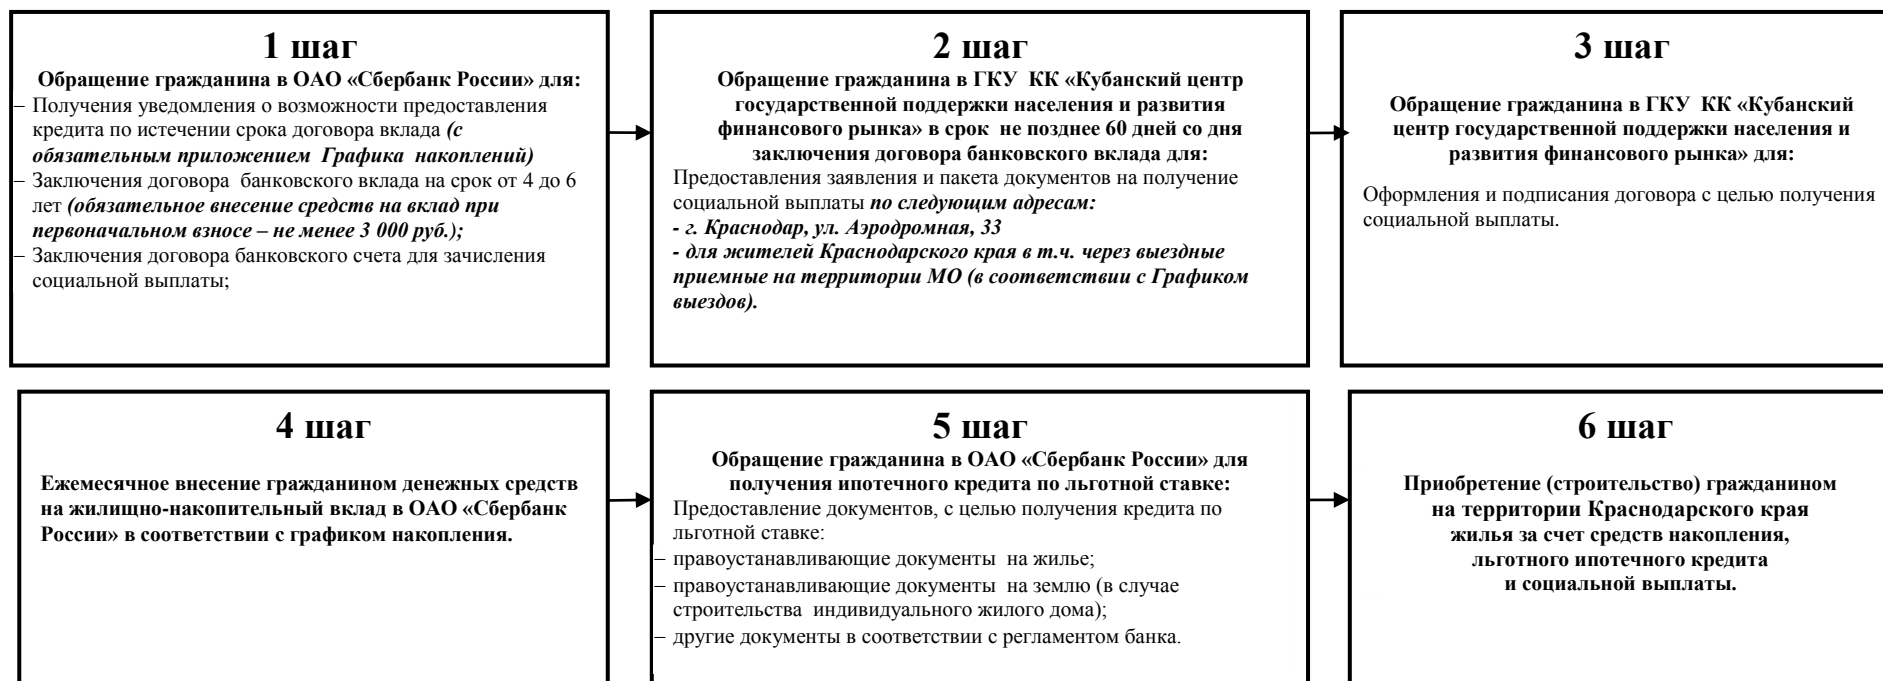 1 шаг
Обращение гражданина в ОАО «Сбербанк России» для:
– Получения уведомления о возможности предоставления
кредита по истечении срока договора вклада (с
обязательным приложением Графика накоплений)
– Заключения договора банковского вклада на срок от 4 до 6
лет (обязательное внесение средств на вклад при
первоначальном взносе – не менее 3 000 руб.);
– Заключения договора банковского счета для зачисления
социальной выплаты;
2 шаг
Обращение гражданина в ГКУ КК «Кубанский центр
государственной поддержки населения и развития
финансового рынка» в срок не позднее 60 дней со дня
заключения договора банковского вклада для:
Предоставления заявления и пакета документов на получение
социальной выплаты по следующим адресам:
- г. Краснодар, ул. Аэродромная, 33
- для жителей Краснодарского края в т.ч. через выездные
приемные на территории МО (в соответствии с Графиком
выездов).
3 шаг
Обращение гражданина в ГКУ КК «Кубанский
центр государственной поддержки населения и
развития финансового рынка» для:
Оформления и подписания договора с целью получения
социальной выплаты.
4 шаг
Ежемесячное внесение гражданином денежных средств
на жилищно-накопительный вклад в ОАО «Сбербанк
России» в соответствии с графиком накопления.
5 шаг
Обращение гражданина в ОАО «Сбербанк России» для
получения ипотечного кредита по льготной ставке:
Предоставление документов, с целью получения кредита по
льготной ставке:
– правоустанавливающие документы на жилье;
– правоустанавливающие документы на землю (в случае
строительства индивидуального жилого дома);
– другие документы в соответствии с регламентом банка.
6 шаг
Приобретение (строительство) гражданином
на территории Краснодарского края
жилья за счет средств накопления,
льготного ипотечного кредита
и социальной выплаты.